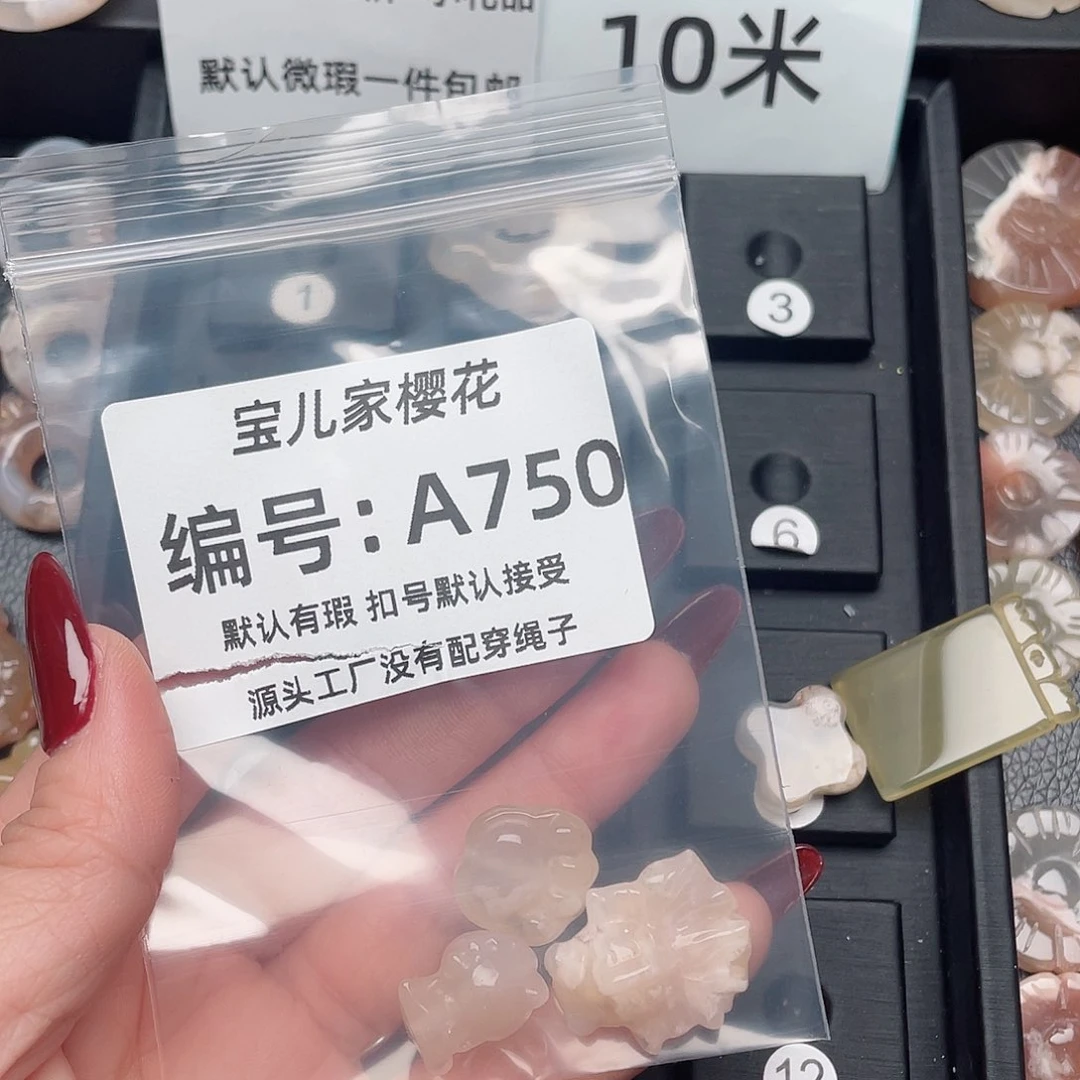 默认微瑕一件包邮
10米
1
3
宝儿家樱花
编号：A750
6
默认有瑕 扣号默认接受
源头工厂没有配穿绳子
12